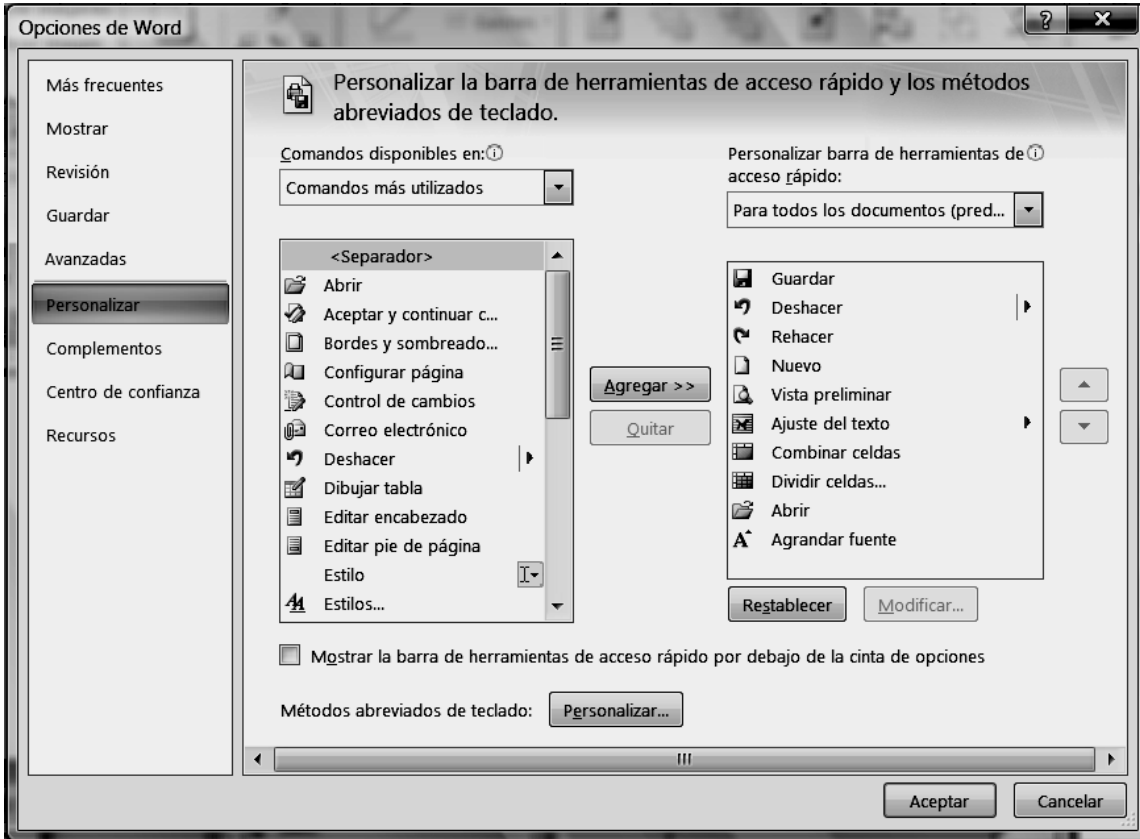 Opciones de Word
Más frecuentes
Mostrar
Revisión
Guardar
Avanzadas
Personalizar
Complementos
Centro de confianza
Recursos
Personalizar la barra de herramientas de acceso rápido y los métodos
abreviados de teclado.
Comandos disponibles en:
Comandos más utilizados
<Separador>
Abrir
Aceptar y continuar c...
Bordes y sombreado...
Configurar página
Control de cambios
Correo electrónico
Deshacer
Dibujar tabla
Editar encabezado
Editar pie de página
Estilo
Estilos...
Agregar >>
Quitar
Personalizar barra de herramientas de
acceso rápido:
Para todos los documentos (pred...
Guardar
Deshacer
Rehacer
Nuevo
Vista preliminar
Ajuste del texto
Combinar celdas
Dividir celdas...
Abrir
Agrandar fuente
Restablecer
Modificar...
Mostrar la barra de herramientas de acceso rápido por debajo de la cinta de opciones
Métodos abreviados de teclado:
Personalizar...
Aceptar
Cancelar